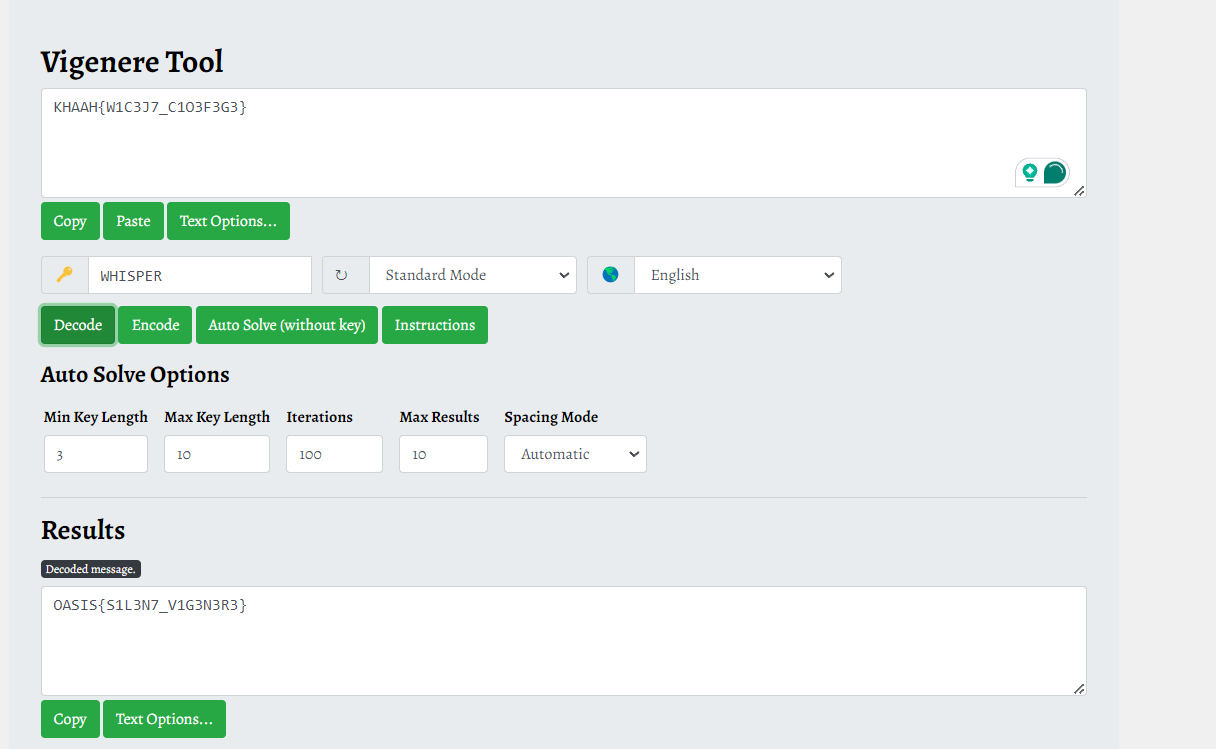 Vigenere Tool
KHAAH{W1C3J7_C1O3F3G3}
Copy Paste Text Options...
WHISPER Standard Mode English
Decode Encode Auto Solve (without key) Instructions
Auto Solve Options
Min Key Length Max Key Length Iterations Max Results Spacing Mode
3 10 100 10 Automatic
Results
Decoded message.
OASIS{S1L3N7_V1G3N3R3}
Copy Text Options...